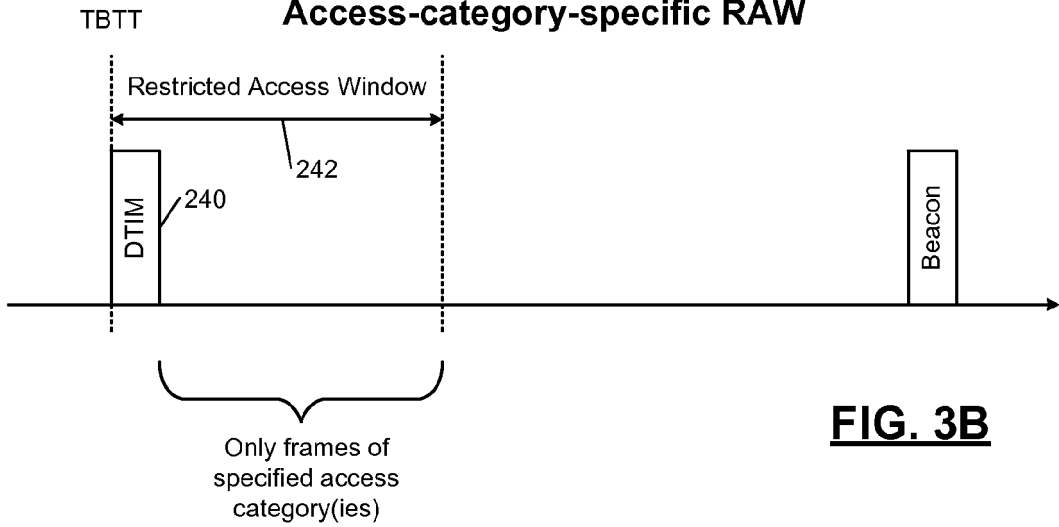 Access-category-specific RAW
TBTT
Restricted Access Window
242
240
DTIM
Beacon
Only frames of
specified access
category(ies)
FIG. 3B